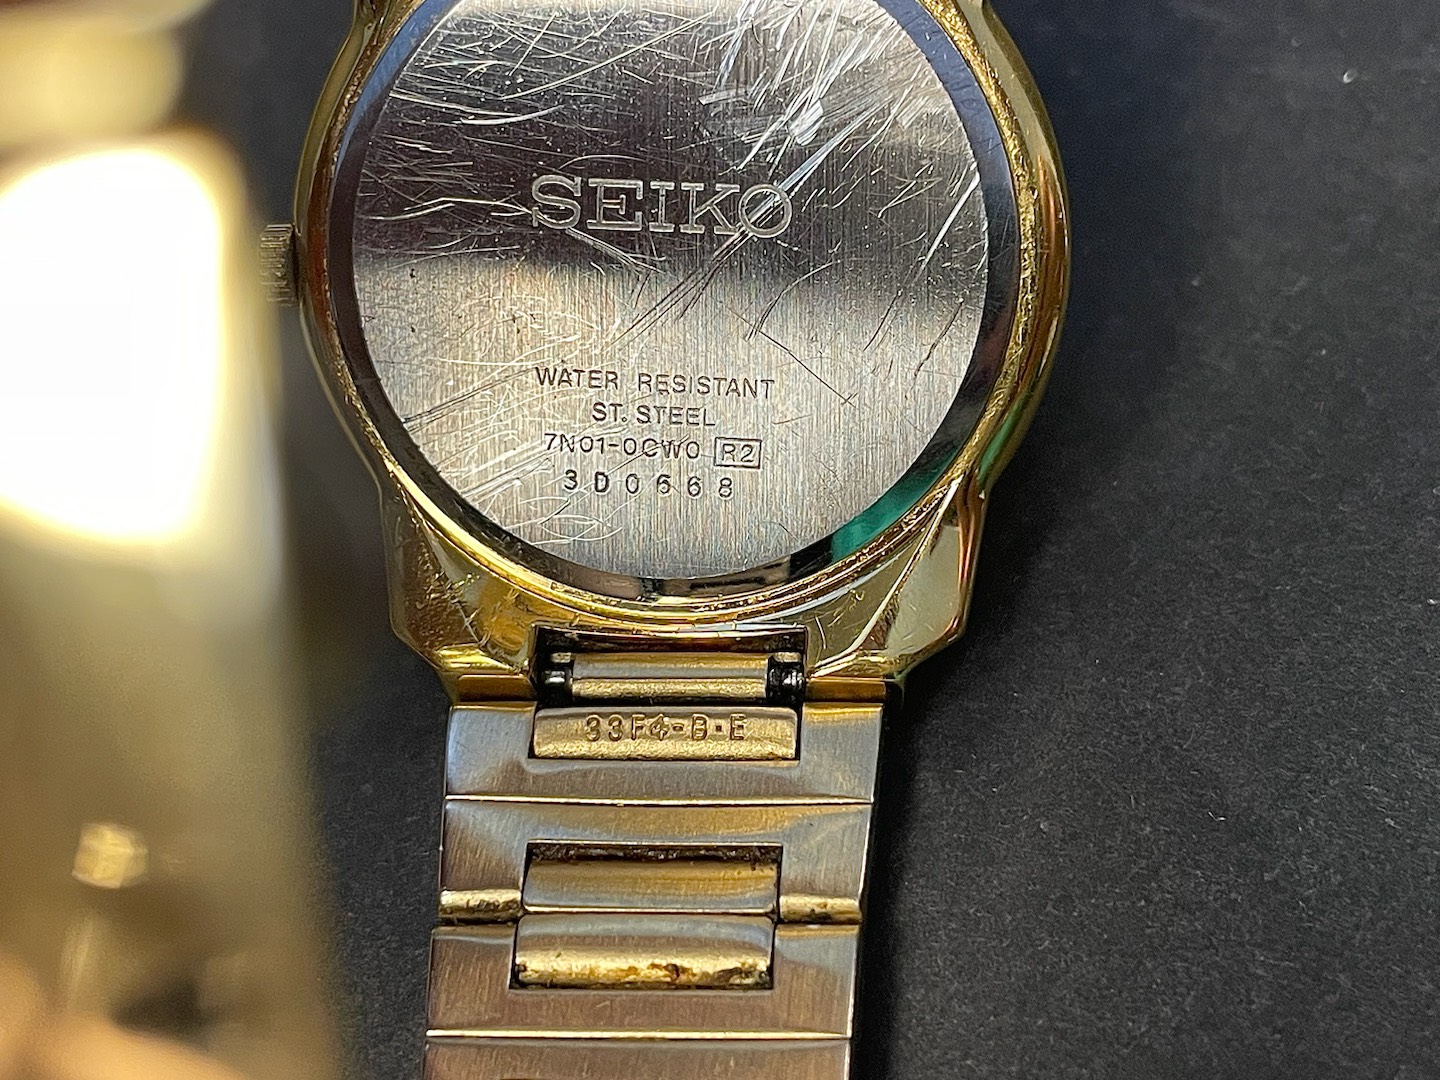 SEIKO
WATER RESISTANT
ST. STEEL
7N01-0CW0 R2
3D0668
33F4-B·E